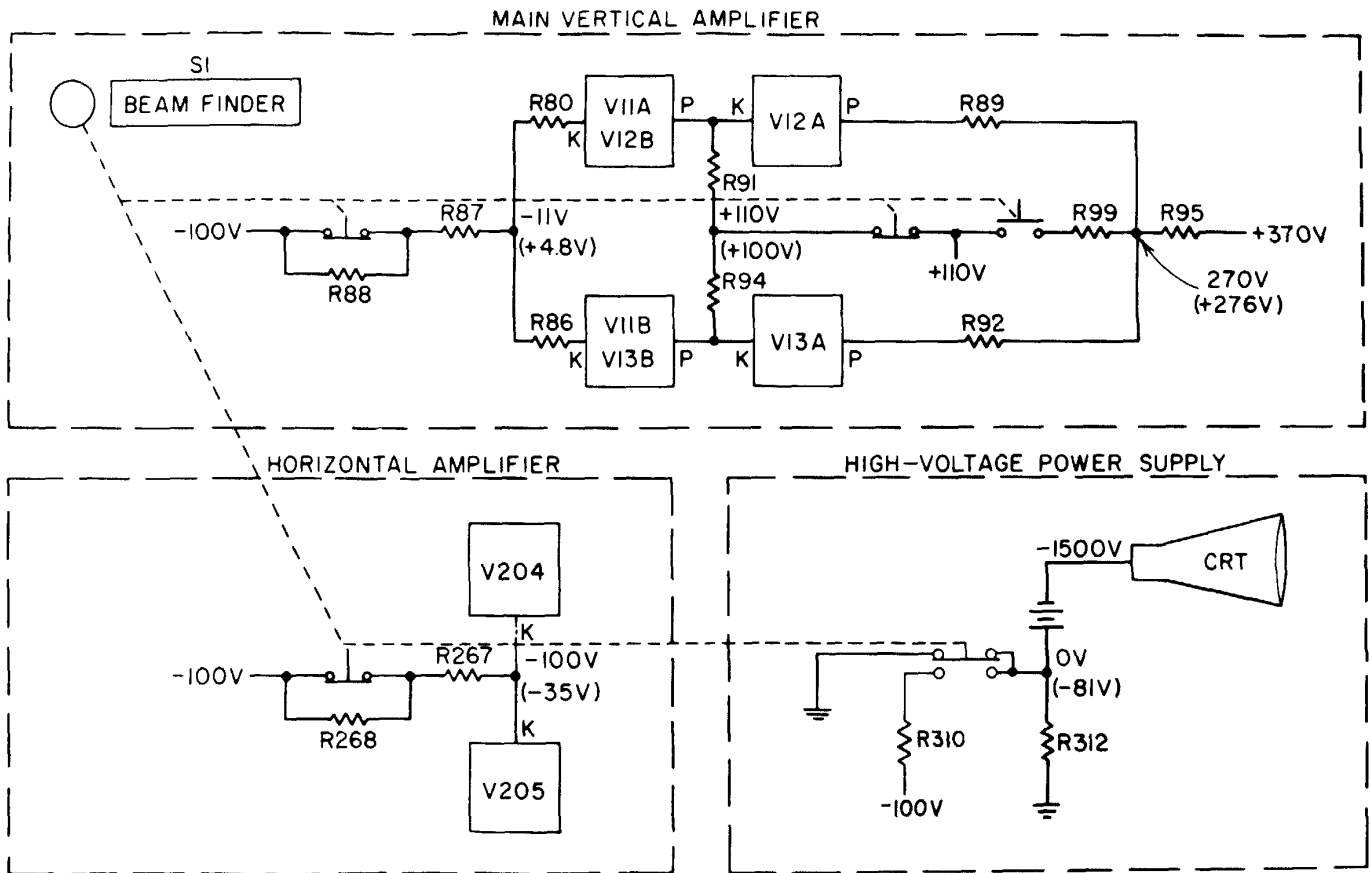 MAIN VERTICAL AMPLIFIER
S1
BEAM FINDER
R80
V11A
V12B
K
P
K
V12A
P
R89
R91
-100V
R87
-11V
(+4.8V)
R88
+110V
(+100V)
+110V
R99
R95
+370V
270V
(+276V)
R94
R86
V11B
V13B
K
P
K
V13A
P
R92
HORIZONTAL AMPLIFIER
V204
K
-100V
R267
-100V
(-35V)
R268
K
V205
HIGH-VOLTAGE POWER SUPPLY
-1500V
CRT
0V
(-81V)
R310
R312
-100V